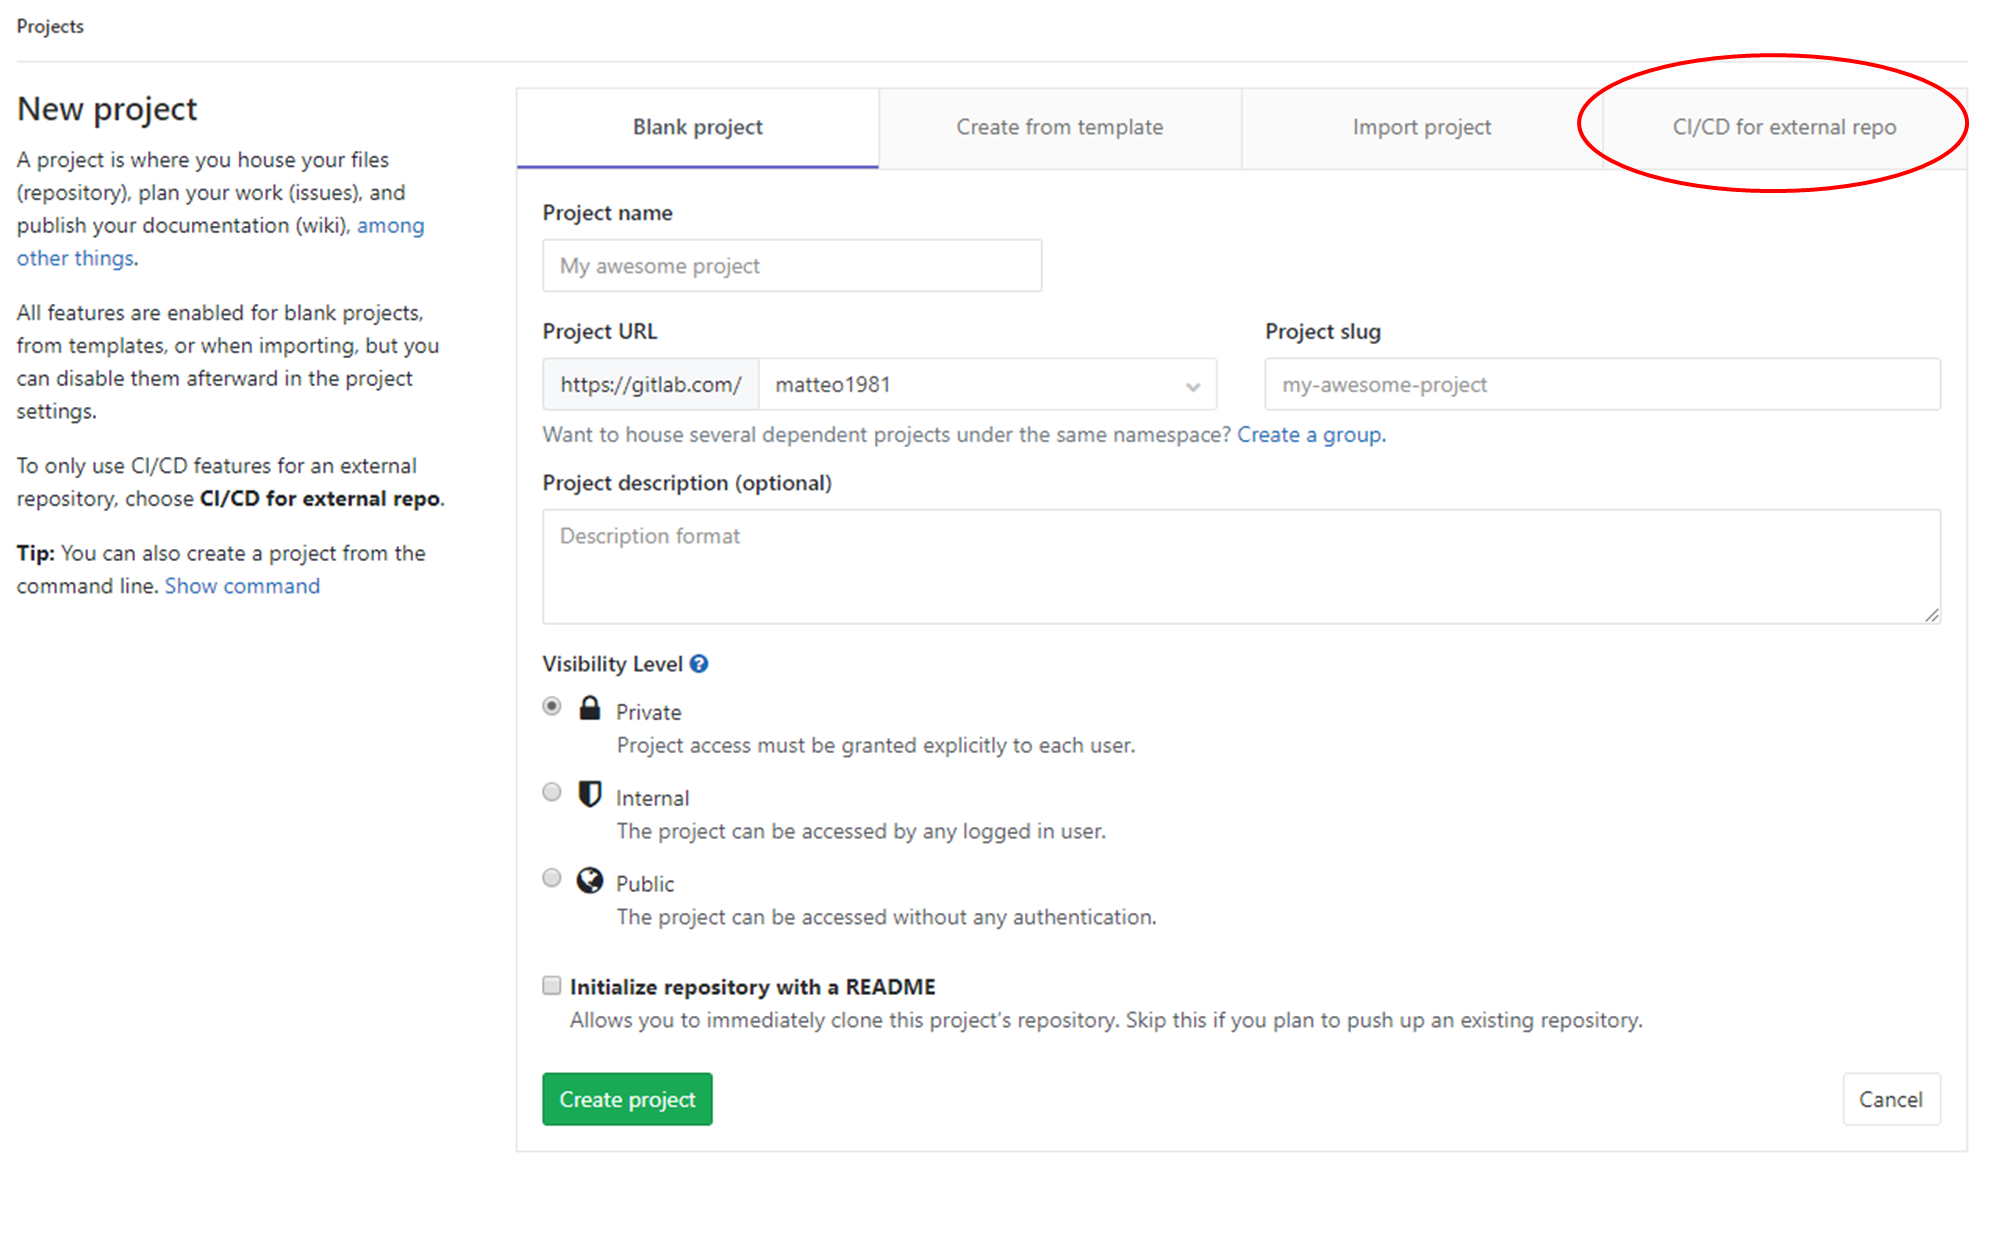 Projects
New project
A project is where you house your files
(repository), plan your work (issues), and
publish your documentation (wiki), among
other things.
All features are enabled for blank projects,
from templates, or when importing, but you
can disable them afterward in the project
settings.
To only use CI/CD features for an external
repository, choose CI/CD for external repo.
Tip: You can also create a project from the
command line. Show command
Blank project
Create from template
Import project
CI/CD for external repo
Project name
My awesome project
Project URL
Project slug
https://gitlab.com/
matteo1981
my-awesome-project
Want to house several dependent projects under the same namespace? Create a group.
Project description (optional)
Description format
Visibility Level
Private
Project access must be granted explicitly to each user.
Internal
The project can be accessed by any logged in user.
Public
The project can be accessed without any authentication.
Initialize repository with a README
Allows you to immediately clone this project's repository. Skip this if you plan to push up an existing repository.
Create project
Cancel